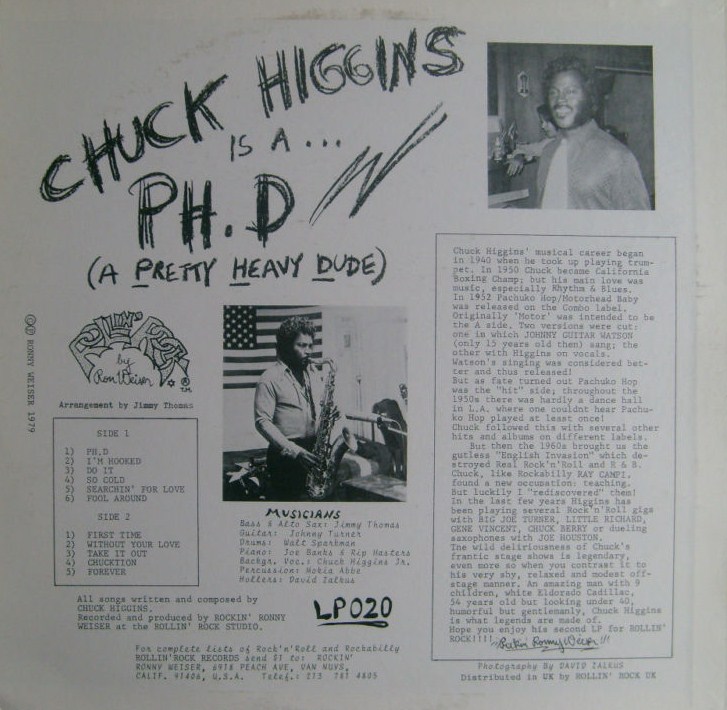 CHUCK HIGGINS
IS A...
PH.D
(A PRETTY HEAVY DUDE)
ROLLIN' ROCK
by
Ron Weiser
T.M.
Arrangement by Jimmy Thomas
SIDE 1
1) PH.D
2) I'M HOOKED
3) DO IT
4) SO COLD
5) SEARCHIN' FOR LOVE
6) FOOL AROUND
SIDE 2
1) FIRST TIME
2) WITHOUT YOUR LOVE
3) TAKE IT OUT
4) CHUCKTION
5) FOREVER
©℗ RONNY WEISER 1979
MUSICIANS
Bass & Alto Sax: Jimmy Thomas
Guitar: Johnny Turner
Drums: Walt Sparkman
Piano: Joe Banks & Rip Masters
Backgr. Voc.: Chuck Higgins Jr.
Percussion: Nokia Abbe
Hollers: David Zalkus
All songs written and composed by
CHUCK HIGGINS.
Recorded and produced by ROCKIN' RONNY
WEISER at the ROLLIN' ROCK STUDIO.
LP020
For complete lists of Rock'n'Roll and Rockabilly
ROLLIN'ROCK RECORDS send $1 to: ROCKIN'
RONNY WEISER, 6918 PEACH AVE, VAN NUYS,
CALIF. 91406, U.S.A. Telef.: 213 781 4805
Chuck Higgins' musical career began
in 1940 when he took up playing trum-
pet. In 1950 Chuck became California
Boxing Champ; but his main love was
music, especially Rhythm & Blues.
In 1952 Pachuko Hop/Motorhead Baby
was released on the Combo label.
Originally 'Motor' was intended to be
the A side. Two versions were cut:
one in which JOHNNY GUITAR WATSON
(only 15 years old then) sang; the
other with Higgins on vocals.
Watson's singing was considered bet-
ter and thus released!
But as fate turned out Pachuko Hop
was the "hit" side; throughout the
1950s there was hardly a dance hall
in L.A. where one couldnt hear Pachu-
ko Hop played at least once!
Chuck followed this with several other
hits and albums on different labels.
But then the 1960s brought us the
gutless "English Invasion" which de-
stroyed Real Rock'n'Roll and R & B.
Chuck, like Rockabilly RAY CAMPI,
found a new occupation: teaching.
But luckily I "rediscovered" them!
In the last few years Higgins has
been playing several Rock'n'Roll gigs
with BIG JOE TURNER, LITTLE RICHARD,
GENE VINCENT, CHUCK BERRY or dueling
saxophones with JOE HOUSTON.
The wild deliriousness of Chuck's
frantic stage shows is legendary,
even more so when you contrast it to
his very shy, relaxed and modest off-
stage manner. An amazing man with 9
children, white Eldorado Cadillac,
54 years old but looking under 40,
humorful but gentlemanly, Chuck Higgins
is what legends are made of.
Hope you enjoy his second LP for ROLLIN'
ROCK!!!! Rockin' Ronny Weiser!!!
Photography By DAVID ZALKUS
Distributed in UK by ROLLIN' ROCK UK